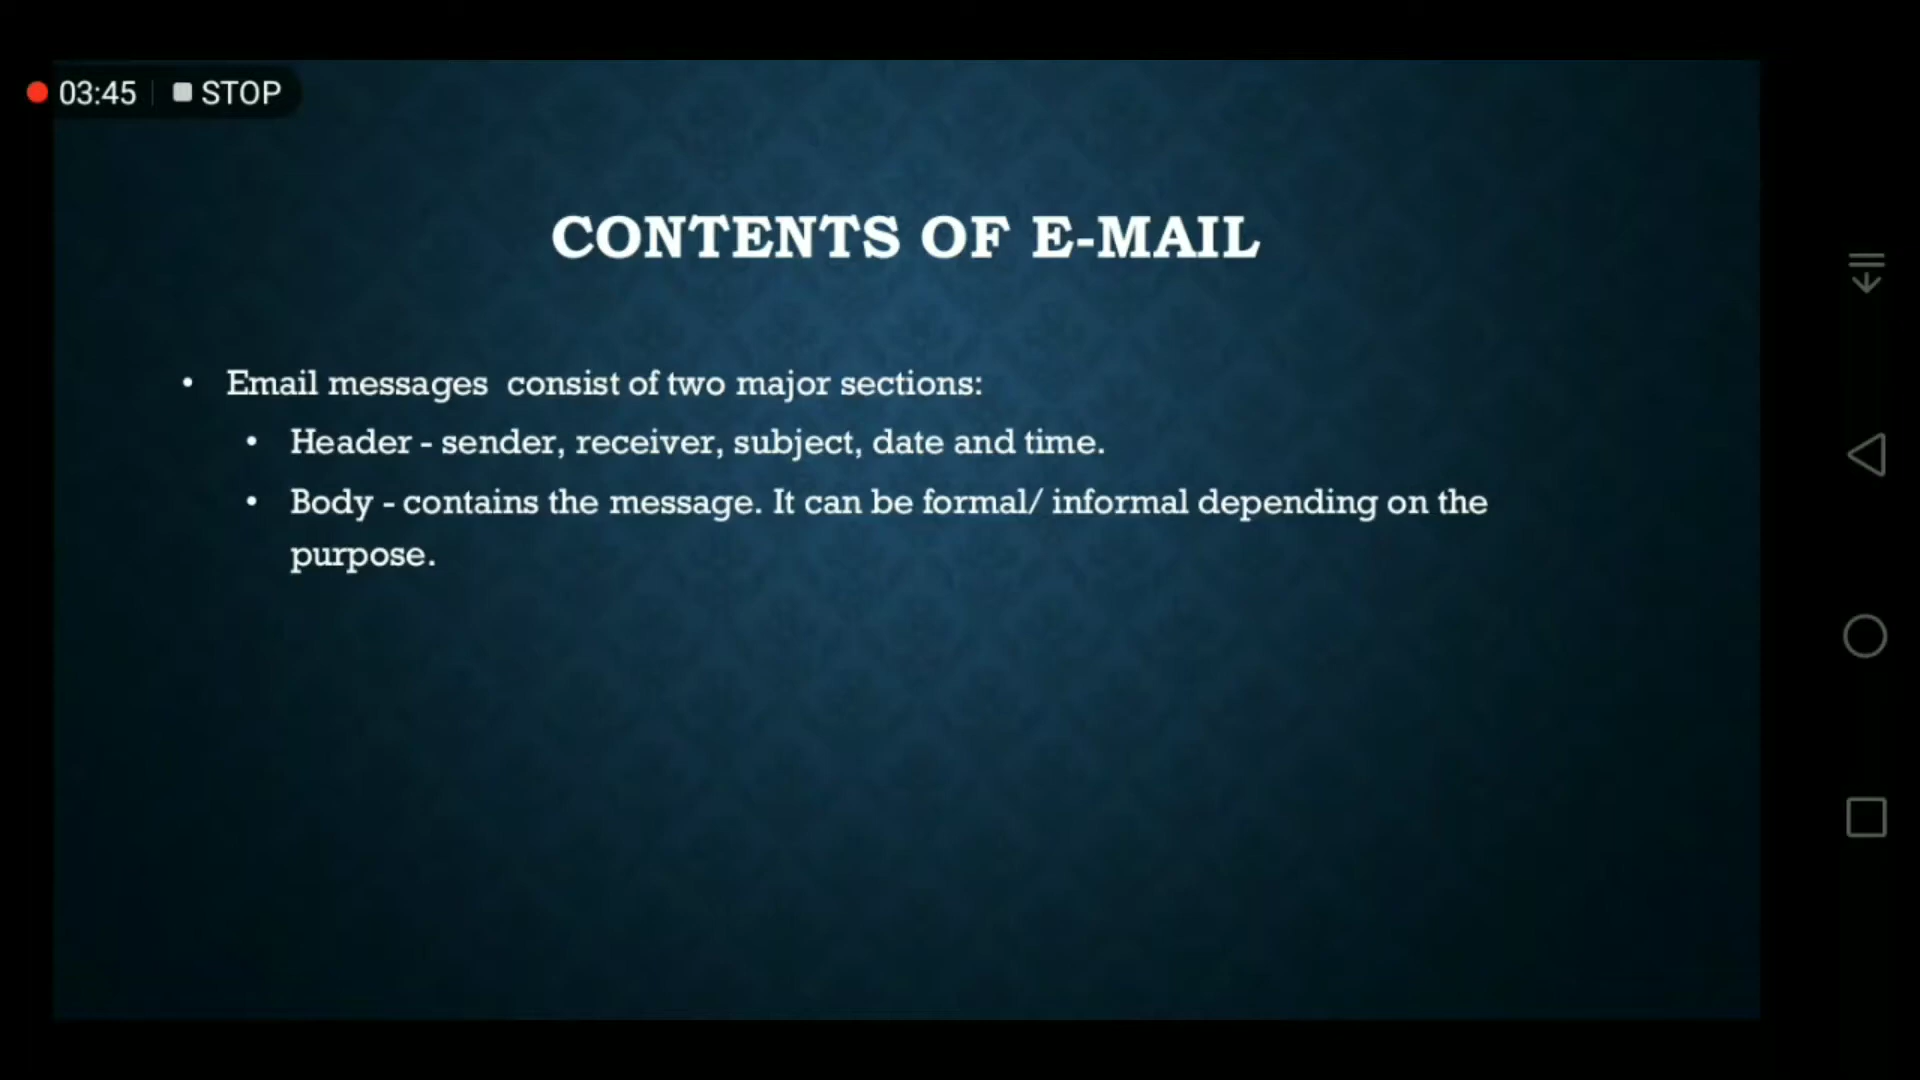 03:45 STOP
CONTENTS OF E-MAIL
• Email messages  consist of two major sections:
• Header - sender, receiver, subject, date and time.
• Body - contains the message. It can be formal/ informal depending on the
purpose.